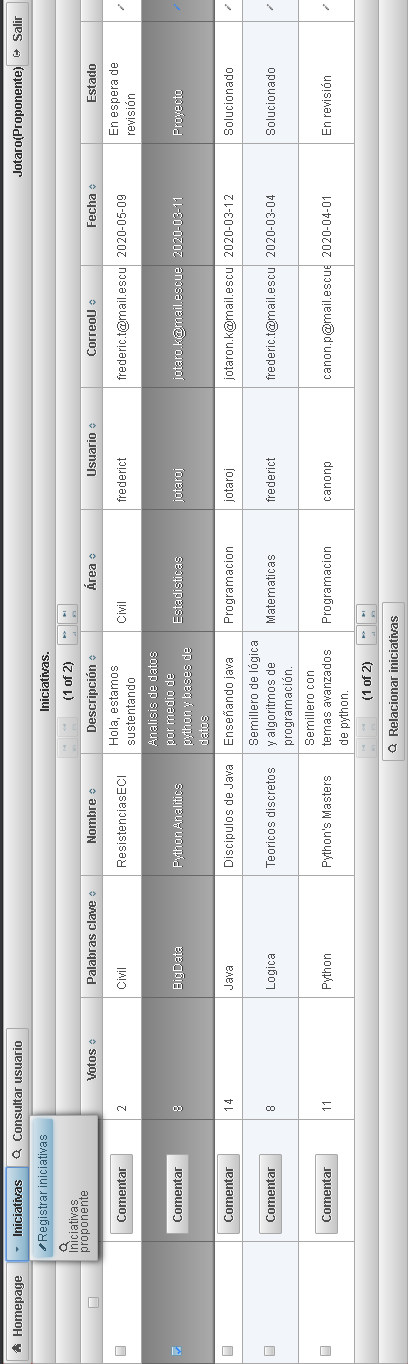 Homepage Iniciativas Consultar usuario Jotaro(Proponente) Salir
Registrar Iniciativas
Iniciativas
proponente
Iniciativas.
(1 of 2)
Votos Palabras clave Nombre Descripción Área Usuario CorreoU Fecha Estado
Comentar 2 Civil ResistenciasECI Hola, estamos
sustentando Civil frederict frederic.t@mail.escu 2020-05-09 En espera de
revisión
Comentar 8 BigData PythonAnalitics Analisis de datos
por medio de
python y bases de
datos Estadisticas jotaroj jotaro.k@mail.escue 2020-03-11 Proyecto
Comentar 14 Java Discipulos de Java Enseñando java Programacion jotaroj jotaron.k@mail.escu 2020-03-12 Solucionado
Comentar 8 Logica Teoricos discretos Semillero de lógica
y algoritmos de
programación. Matematicas frederict frederic.t@mail.escu 2020-03-04 Solucionado
Comentar 11 Python Python's Masters Semillero con
temas avanzados
de python. Programacion canonp canon.p@mail.escue 2020-04-01 En revisión
(1 of 2)
Relacionar iniciativas